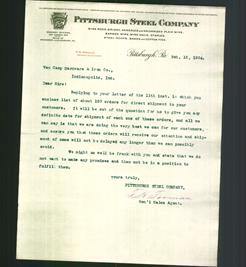 PITTSBURGH STEEL COMPANY
Pittsburgh, Pa. Oct. 15, 1904.
Van Camp Hardware & Iron Co.,
Indianapolis, Ind.
Dear Sirs:
Replying to your letter of the 13th inst. in which you
enclose list of about 100 orders for direct shipment to your
customers. It will be out of the question for us to give you any
definite date for shipment of each one of these orders, and all we
can say is that we are doing the very best we can for our customers,
and assure you that these orders will receive our attention and ship-
ment of same will not be delayed any longer than we can possibly
avoid.
We might as well be frank with you and state that we do
not want to make any promises and then not be in a position to
fulfil them.
Yours truly,
PITTSBURGH STEEL COMPANY,
Gen'l Sales Agent.